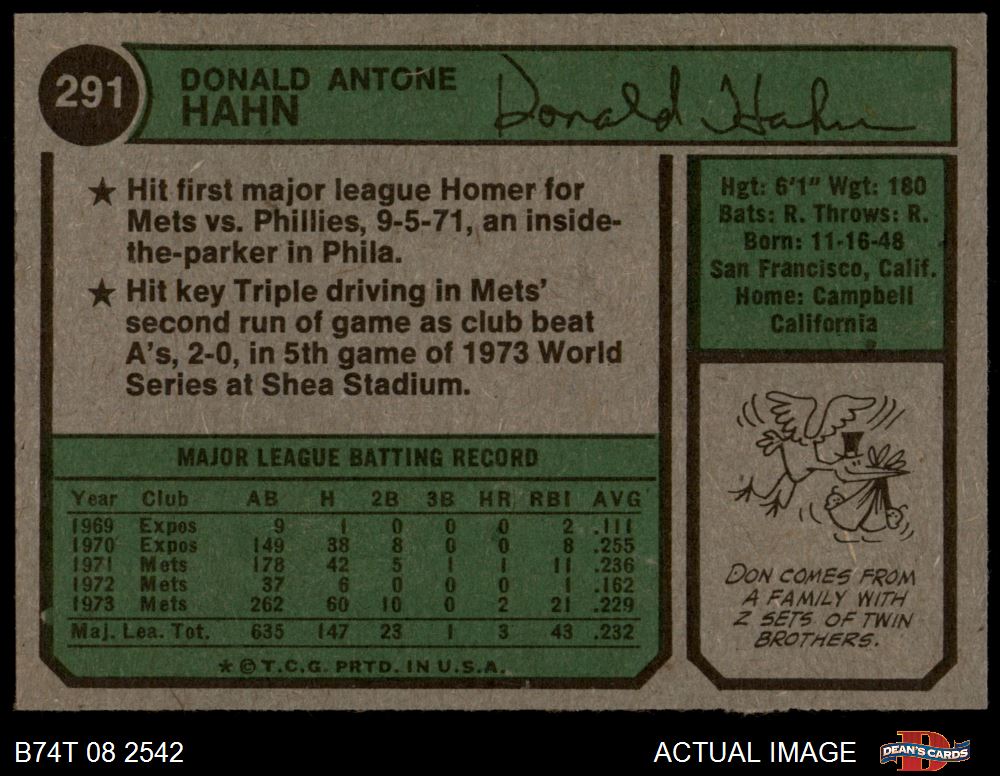 291
DONALD ANTONE
HAHN
Donald Hahn
★ Hit first major league Homer for
Mets vs. Phillies, 9-5-71, an inside-
the-parker in Phila.
★ Hit key Triple driving in Mets'
second run of game as club beat
A's, 2-0, in 5th game of 1973 World
Series at Shea Stadium.
Hgt: 6'1" Wgt: 180
Bats: R. Throws: R.
Born: 11-16-48
San Francisco, Calif.
Home: Campbell
California
MAJOR LEAGUE BATTING RECORD
Year Club AB H 2B 3B HR RBI AVG
1969 Expos 9 1 0 0 0 2 .111
1970 Expos 149 38 8 0 0 8 .255
1971 Mets 178 42 5 1 1 11 .236
1972 Mets 37 6 0 0 0 1 .162
1973 Mets 262 60 10 0 2 21 .229
Maj. Lea. Tot. 635 147 23 1 3 43 .232
★ © T.C.G. PRTD. IN U.S.A.
DON COMES FROM
A FAMILY WITH
2 SETS OF TWIN
BROTHERS.
B74T 08 2542
ACTUAL IMAGE
D
DEAN'S CARDS